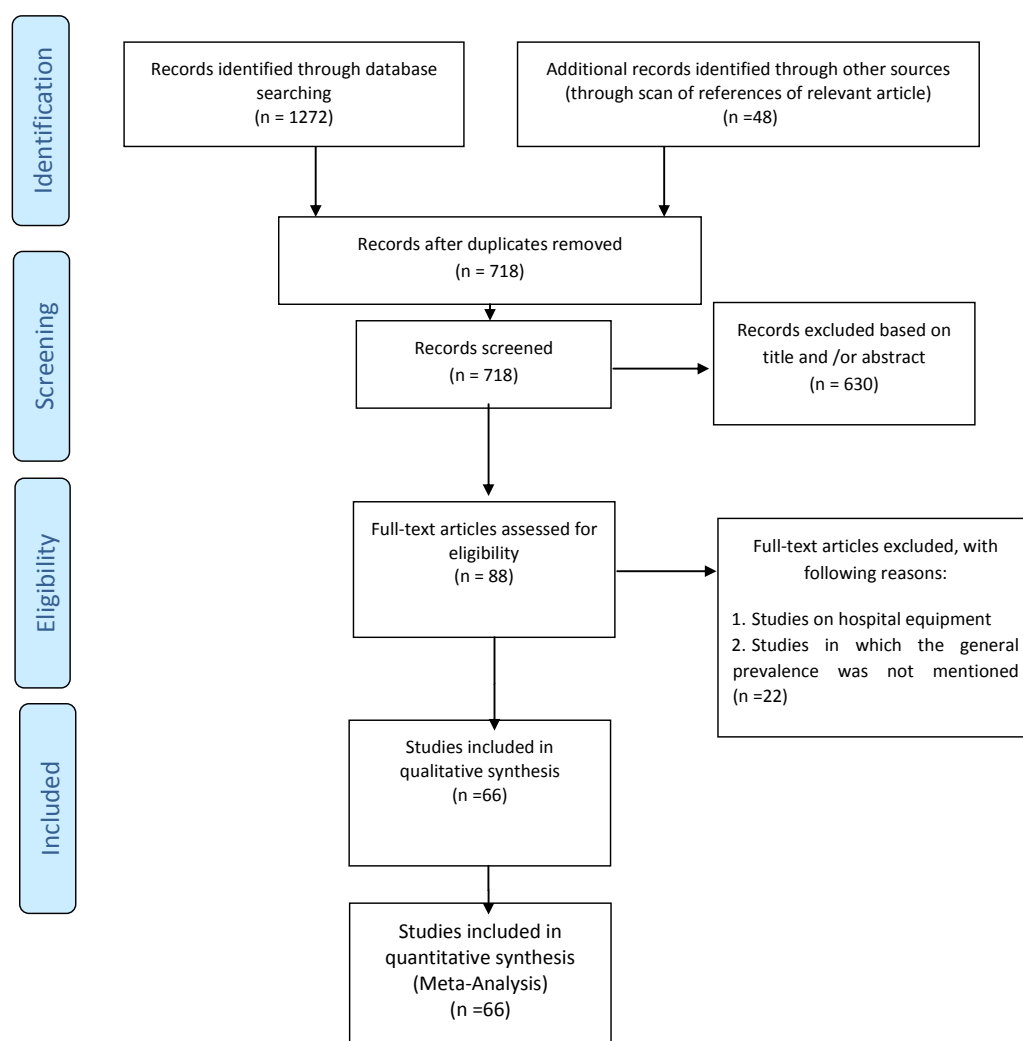 Identification
Records identified through database
searching
(n = 1272)
Additional records identified through other sources
(through scan of references of relevant article)
(n =48)
Records after duplicates removed
(n = 718)
Screening
Records screened
(n = 718)
Records excluded based on
title and /or abstract
(n = 630)
Eligibility
Full-text articles assessed for
eligibility
(n = 88)
Full-text articles excluded, with
following reasons:
1. Studies on hospital equipment
2. Studies in which the general
prevalence was not mentioned
(n =22)
Included
Studies included in
qualitative synthesis
(n =66)
Studies included in
quantitative synthesis
(Meta-Analysis)
(n =66)